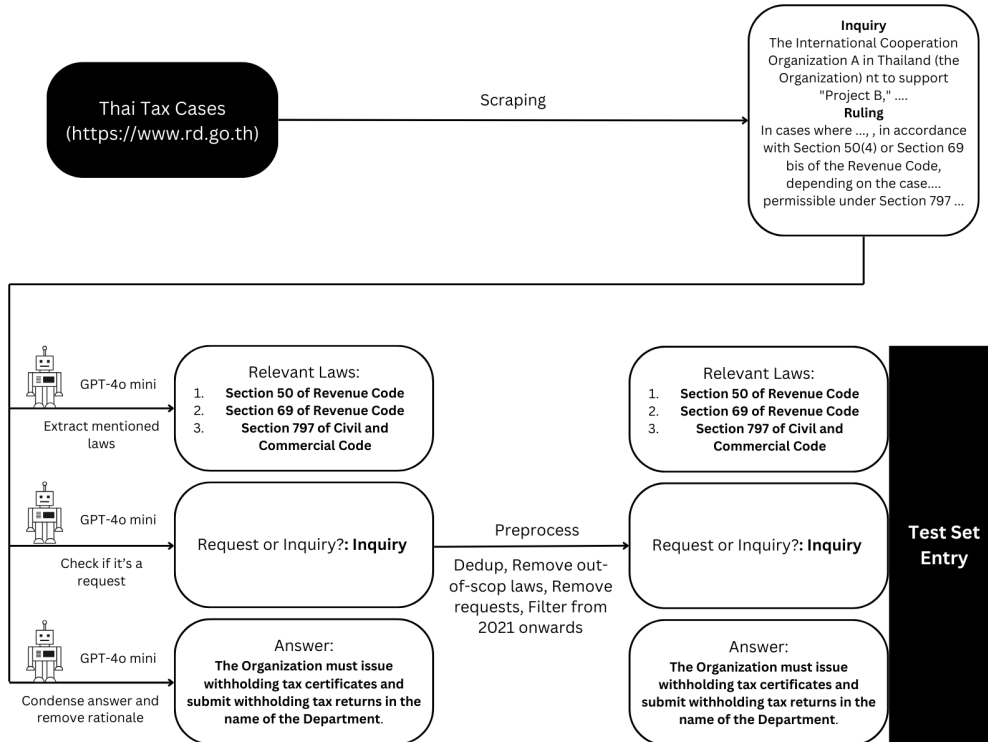 Thai Tax Cases
(https://www.rd.go.th)
Scraping
Inquiry
The International Cooperation
Organization A in Thailand (the
Organization) nt to support
"Project B," ....
Ruling
In cases where ..., , in accordance
with Section 50(4) or Section 69
bis of the Revenue Code,
depending on the case....
permissible under Section 797 ...
GPT-4o mini
Extract mentioned
laws
Relevant Laws:
1. Section 50 of Revenue Code
2. Section 69 of Revenue Code
3. Section 797 of Civil and
Commercial Code
GPT-4o mini
Check if it's a
request
Request or Inquiry?: Inquiry
GPT-4o mini
Condense answer and
remove rationale
Answer:
The Organization must issue
withholding tax certificates and
submit withholding tax returns in the
name of the Department.
Preprocess
Dedup, Remove out-
of-scop laws, Remove
requests, Filter from
2021 onwards
Relevant Laws:
1. Section 50 of Revenue Code
2. Section 69 of Revenue Code
3. Section 797 of Civil and
Commercial Code
Request or Inquiry?: Inquiry
Answer:
The Organization must issue
withholding tax certificates and
submit withholding tax returns in the
name of the Department.
Test Set
Entry